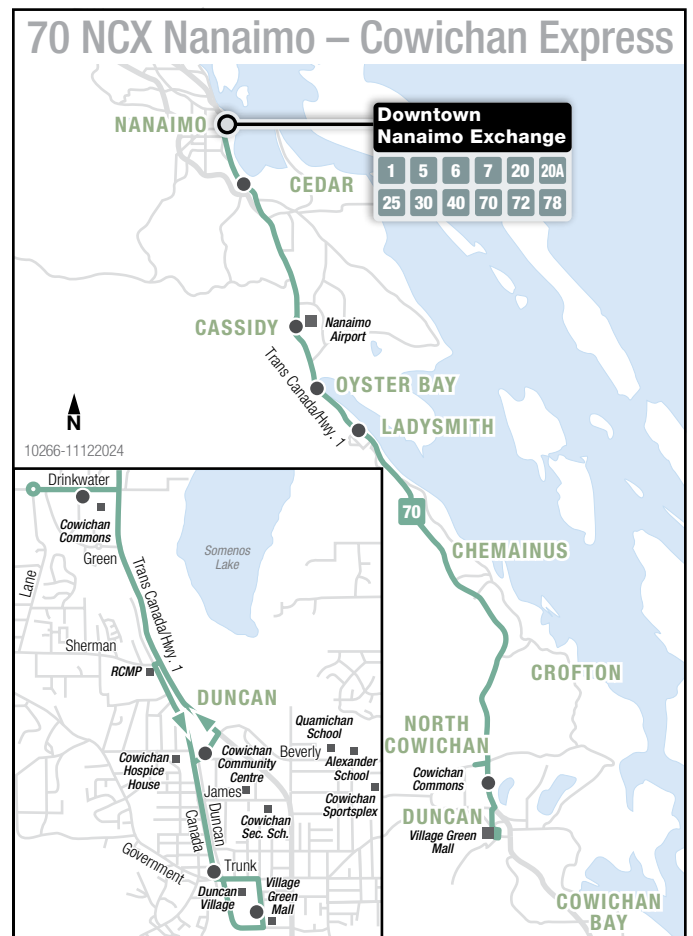 70 NCX Nanaimo – Cowichan Express
NANAIMO
Downtown
Nanaimo Exchange
1 5 6 7 20 20A
25 30 40 70 72 78
CEDAR
CASSIDY
Nanaimo
Airport
Trans Canada/Hwy. 1
OYSTER BAY
LADYSMITH
N
10266-11122024
70
CHEMAINUS
CROFTON
NORTH
COWICHAN
Cowichan
Commons
DUNCAN
Village Green
Mall
COWICHAN
BAY
Drinkwater
Cowichan
Commons
Green
Lane
Trans Canada/Hwy. 1
Somenos
Lake
Sherman
RCMP
DUNCAN
Quamichan
School
Beverly
Alexander
School
Cowichan
Sportsplex
Cowichan
Hospice
House
Cowichan
Community
Centre
James
Cowichan
Sec. Sch.
Duncan
Canada
Government
Trunk
Duncan
Village
Village
Green
Mall